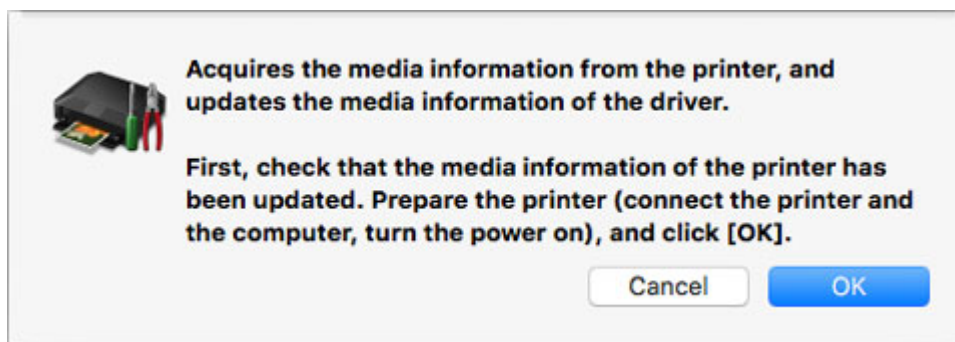 Acquires the media information from the printer, and
updates the media information of the driver.
First, check that the media information of the printer has
been updated. Prepare the printer (connect the printer and
the computer, turn the power on), and click [OK].
Cancel
OK